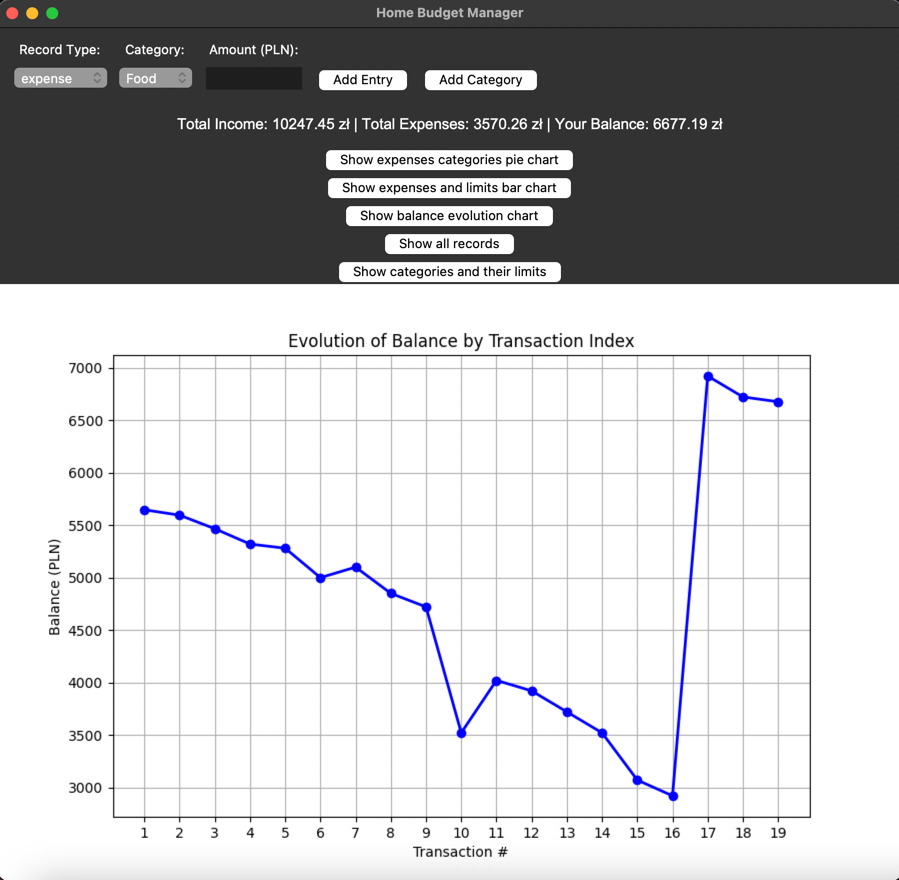 Home Budget Manager
Record Type: Category: Amount (PLN):
expense Food Add Entry Add Category
Total Income: 10247.45 zł | Total Expenses: 3570.26 zł | Your Balance: 6677.19 zł
Show expenses categories pie chart
Show expenses and limits bar chart
Show balance evolution chart
Show all records
Show categories and their limits
Evolution of Balance by Transaction Index
Balance (PLN)
7000
6500
6000
5500
5000
4500
4000
3500
3000
1 2 3 4 5 6 7 8 9 10 11 12 13 14 15 16 17 18 19
Transaction #